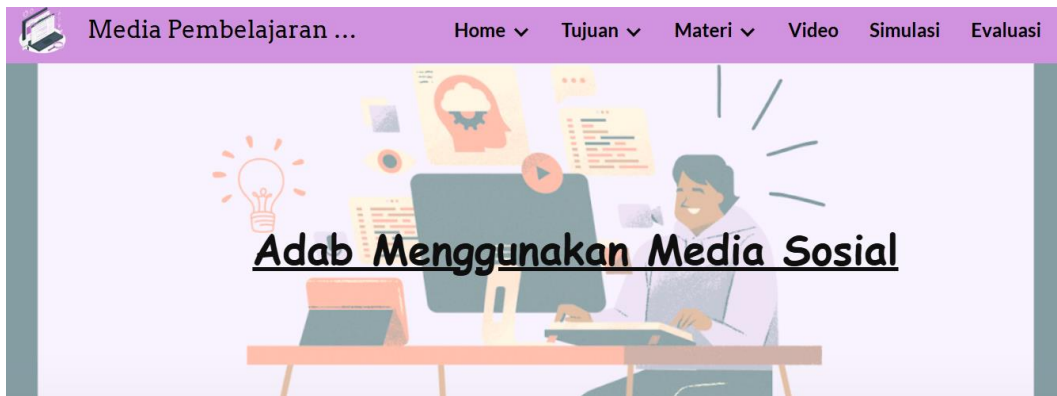 Media Pembelajaran ... Home Tujuan Materi Video Simulasi Evaluasi
Adab Menggunakan Media Sosial